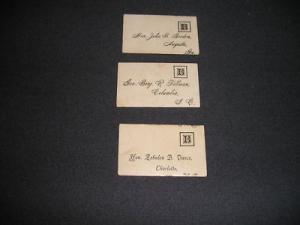 B
Hon. John B. Gordon,
Augusta,
Ga.
B
Gov. Benj. R. Tillman,
Columbia,
S. C.
B
Hon. Zebulon B. Vance,
Charlotte,